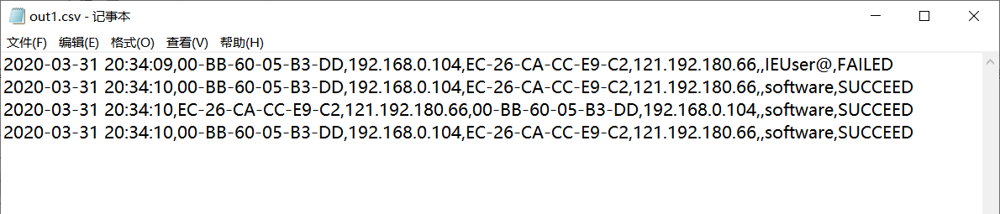 out1.csv - 记事本
文件(F) 编辑(E) 格式(O) 查看(V) 帮助(H)
2020-03-31 20:34:09,00-BB-60-05-B3-DD,192.168.0.104,EC-26-CA-CC-E9-C2,121.192.180.66,,IEUser@,FAILED
2020-03-31 20:34:10,00-BB-60-05-B3-DD,192.168.0.104,EC-26-CA-CC-E9-C2,121.192.180.66,,software,SUCCEED
2020-03-31 20:34:10,EC-26-CA-CC-E9-C2,121.192.180.66,00-BB-60-05-B3-DD,192.168.0.104,,software,SUCCEED
2020-03-31 20:34:10,00-BB-60-05-B3-DD,192.168.0.104,EC-26-CA-CC-E9-C2,121.192.180.66,,software,SUCCEED